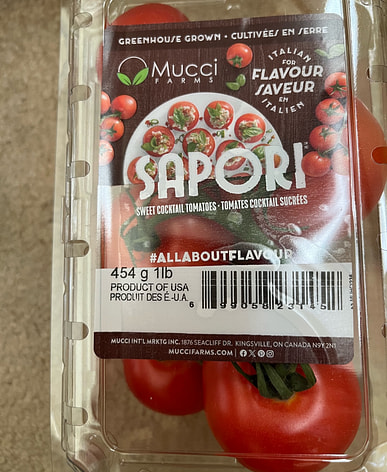 GREENHOUSE GROWN • CULTIVÉES EN SERRE
Mucci
FARMS
ITALIAN
FOR
FLAVOUR
SAVEUR
EN
ITALIEN
SAPORI
SWEET COCKTAIL TOMATOES • TOMATES COCKTAIL SUCRÉES
#ALLABOUTFLAVOUR
454 g 1lb
PRODUCT OF USA
PRODUIT DES É.-U.A.
MUCCI INT'L MRKTG INC. 1876 SEACLIFF DR. KINGSVILLE, ON CANADA N9Y 2N1
MUCCIFARMS.COM